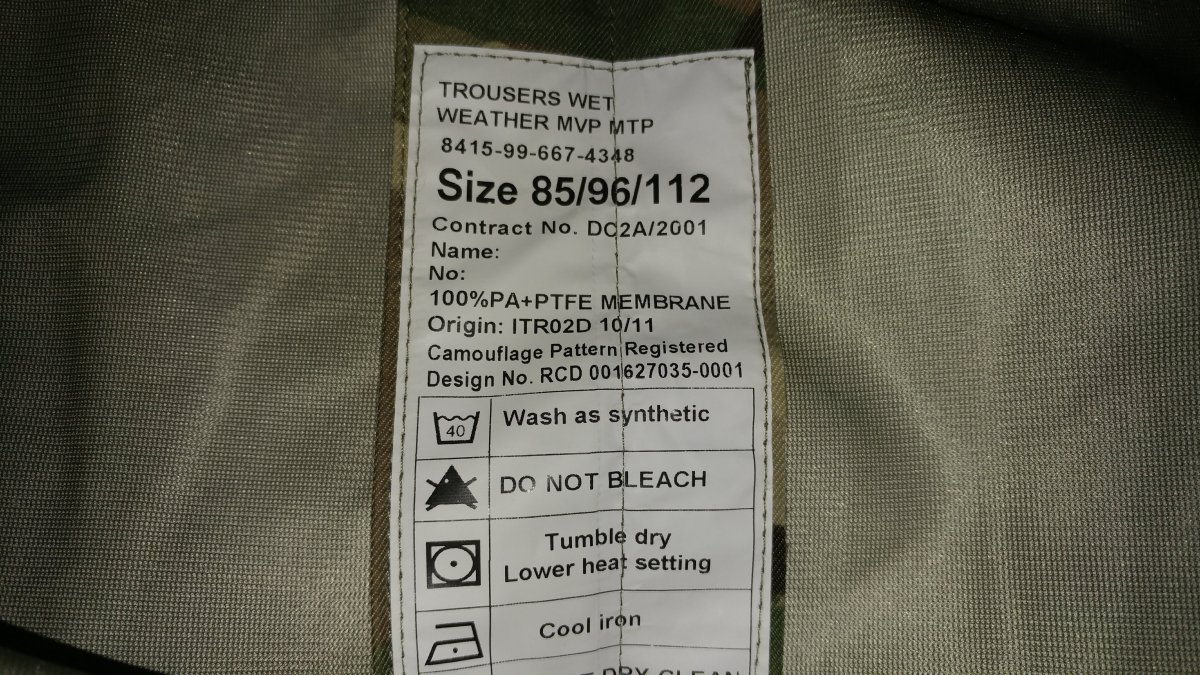 TROUSERS WET
WEATHER MVP MTP
8415-99-667-4348
Size 85/96/112
Contract No. DC2A/2001
Name:
No:
100%PA+PTFE MEMBRANE
Origin: ITR02D 10/11
Camouflage Pattern Registered
Design No. RCD 001627035-0001
40 Wash as synthetic
DO NOT BLEACH
Tumble dry
Lower heat setting
Cool iron
DRY CLEAN